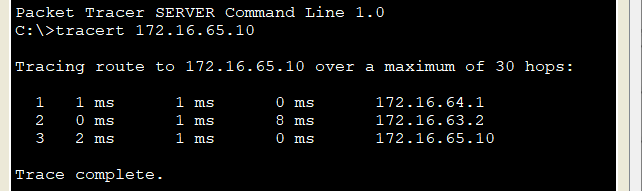 Packet Tracer SERVER Command Line 1.0
C:\>tracert 172.16.65.10
Tracing route to 172.16.65.10 over a maximum of 30 hops:
1 1 ms 1 ms 0 ms 172.16.64.1
2 0 ms 1 ms 8 ms 172.16.63.2
3 2 ms 1 ms 0 ms 172.16.65.10
Trace complete.